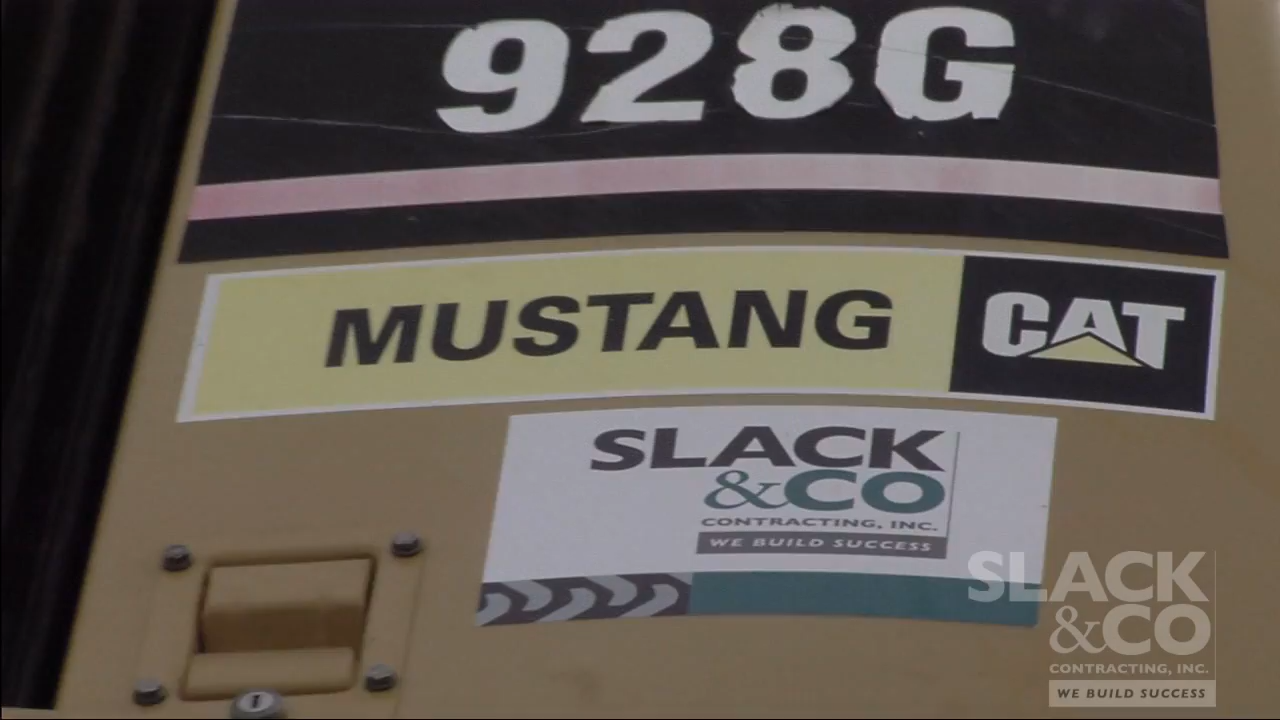 928G
MUSTANG CAT
SLACK
&CO
CONTRACTING, INC.
WE BUILD SUCCESS
SLACK
&CO
CONTRACTING, INC.
WE BUILD SUCCESS